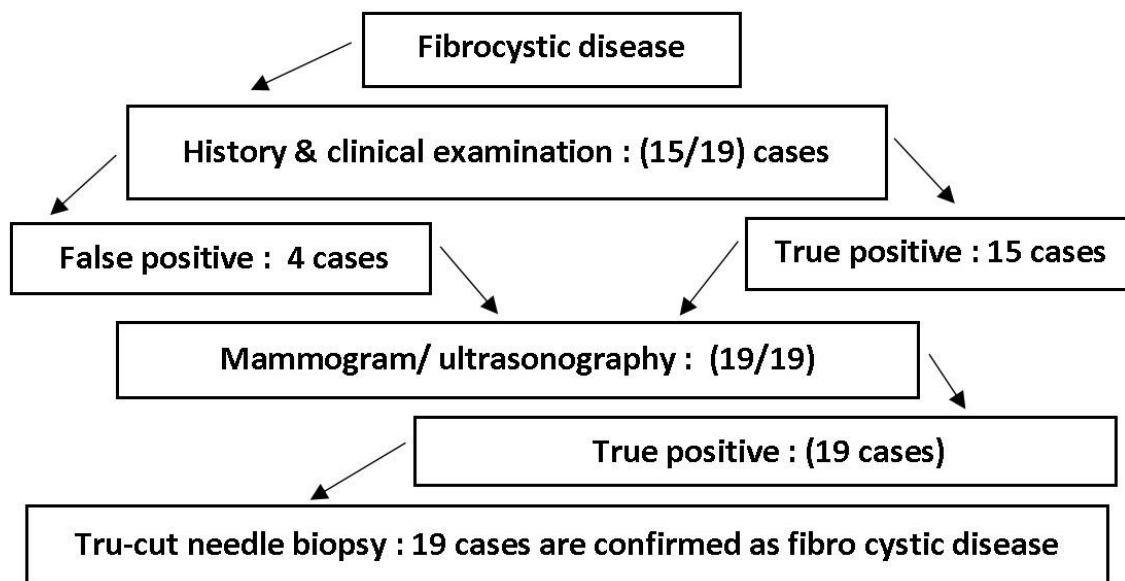 Fibrocystic disease
History & clinical examination : (15/19) cases
False positive : 4 cases
True positive : 15 cases
Mammogram/ ultrasonography : (19/19)
True positive : (19 cases)
Tru-cut needle biopsy : 19 cases are confirmed as fibro cystic disease